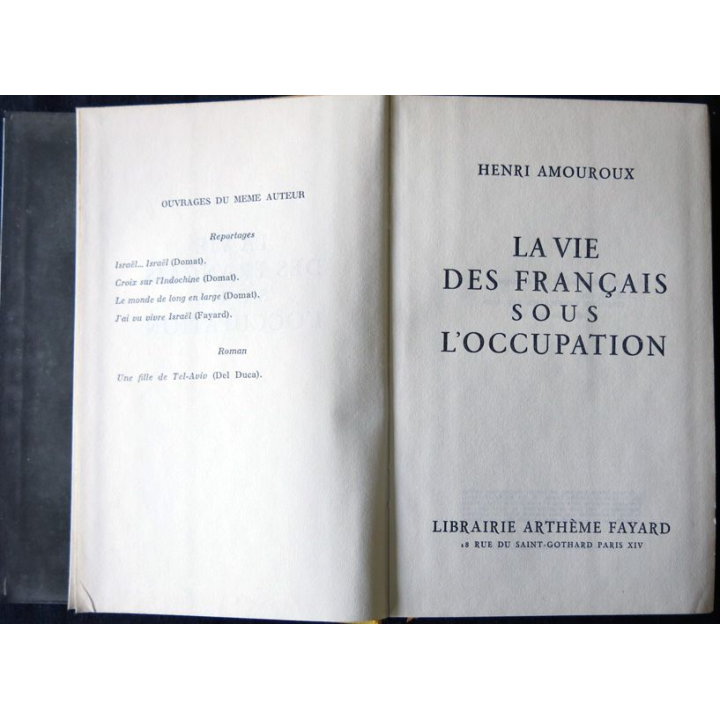 OUVRAGES DU MEME AUTEUR
Reportages
Israël... Israël (Domat).
Croix sur l'Indochine (Domat).
Le monde de long en large (Domat).
J'ai vu vivre Israël (Fayard).
Roman
Une fille de Tel-Aviv (Del Duca).
HENRI AMOUROUX
LA VIE
DES FRANÇAIS
SOUS
L'OCCUPATION
LIBRAIRIE ARTHÈME FAYARD
18 RUE DU SAINT-GOTHARD PARIS XIV